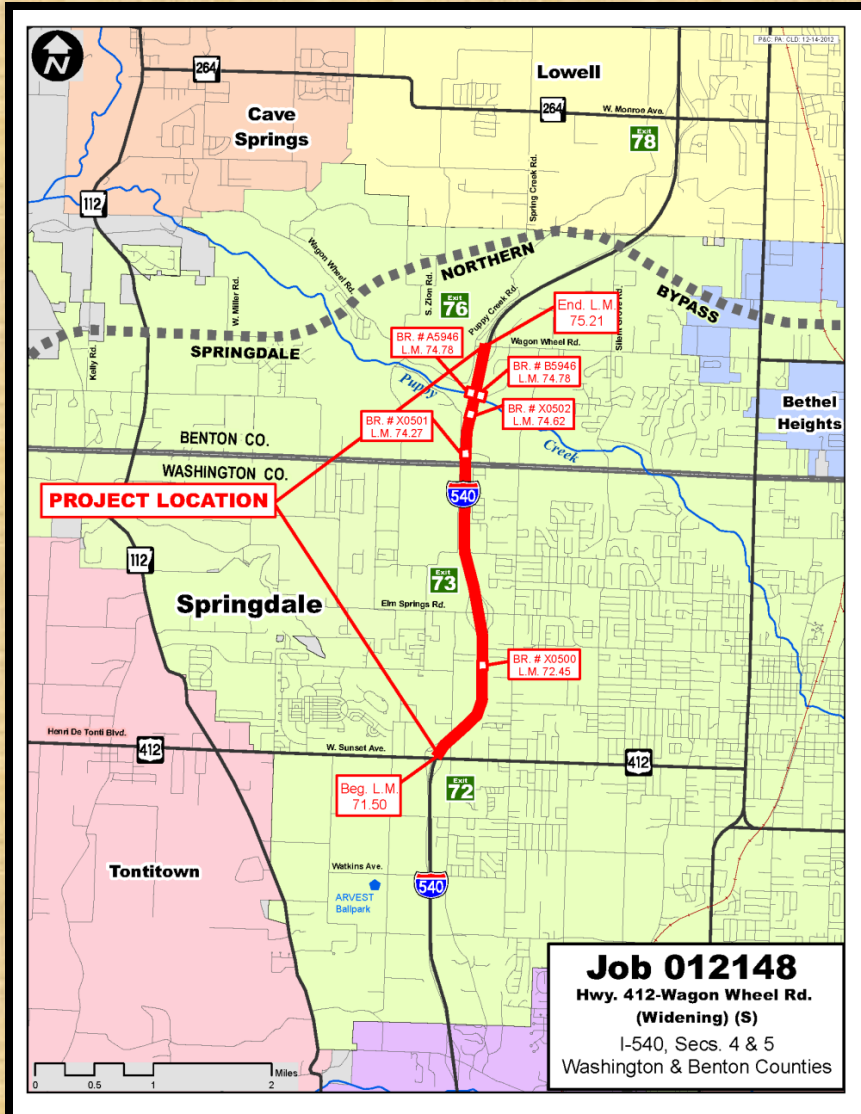 P&C: PA: CLD: 12-14-2012
N
264
Lowell
Cave
Springs
264
W. Monroe Ave.
Exit
78
Spring Creek Rd.
112
Wagon Wheel Rd.
S. Zion Rd.
NORTHERN
BYPASS
W. Miller Rd.
Exit
76
Puppy Creek Rd.
End. L.M.
75.21
Kelly Rd.
SPRINGDALE
BR. # A5946
L.M. 74.78
Wagon Wheel Rd.
Puppy
BR. # B5946
L.M. 74.78
BR. # X0501
L.M. 74.27
BR. # X0502
L.M. 74.62
Bethel
Heights
Creek
BENTON CO.
WASHINGTON CO.
PROJECT LOCATION
540
112
Exit
73
Springdale
Elm Springs Rd.
BR. # X0500
L.M. 72.45
Henri De Tonti Blvd.
412
W. Sunset Ave.
412
Beg. L.M.
71.50
Exit
72
Tontitown
Watkins Ave.
540
ARVEST
Ballpark
Job 012148
Hwy. 412-Wagon Wheel Rd.
(Widening) (S)
I-540, Secs. 4 & 5
Washington & Benton Counties
Miles
0 0.5 1 2